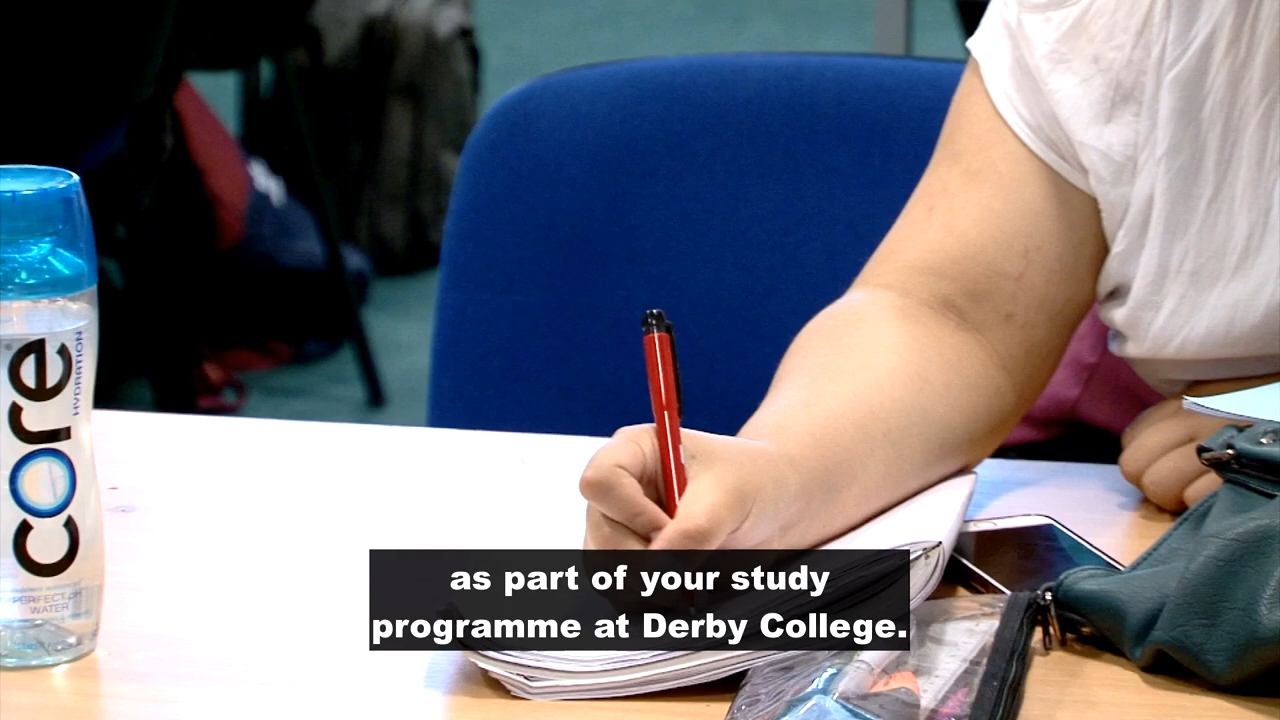 core
HYDRATION
PERFECT pH
WATER
as part of your study
programme at Derby College.